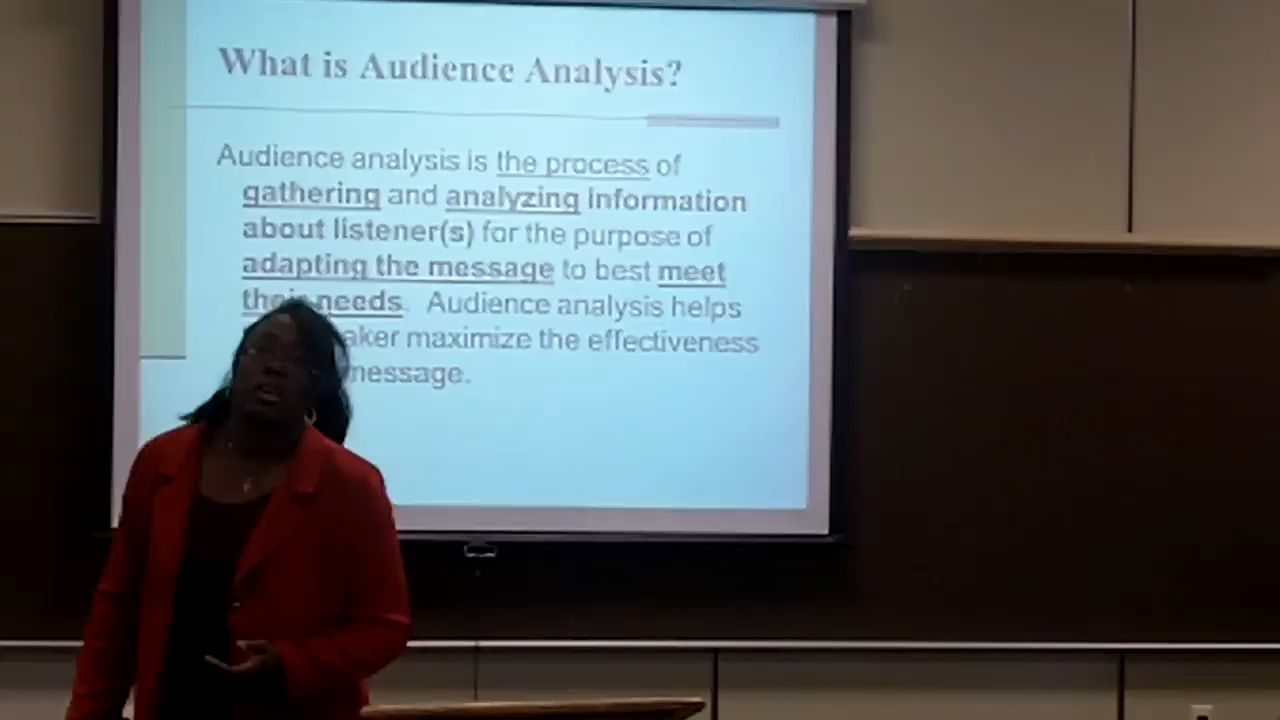 What is Audience Analysis?
Audience analysis is the process of
gathering and analyzing information
about listener(s) for the purpose of
adapting the message to best meet
their needs. Audience analysis helps
aker maximize the effectiveness
message.